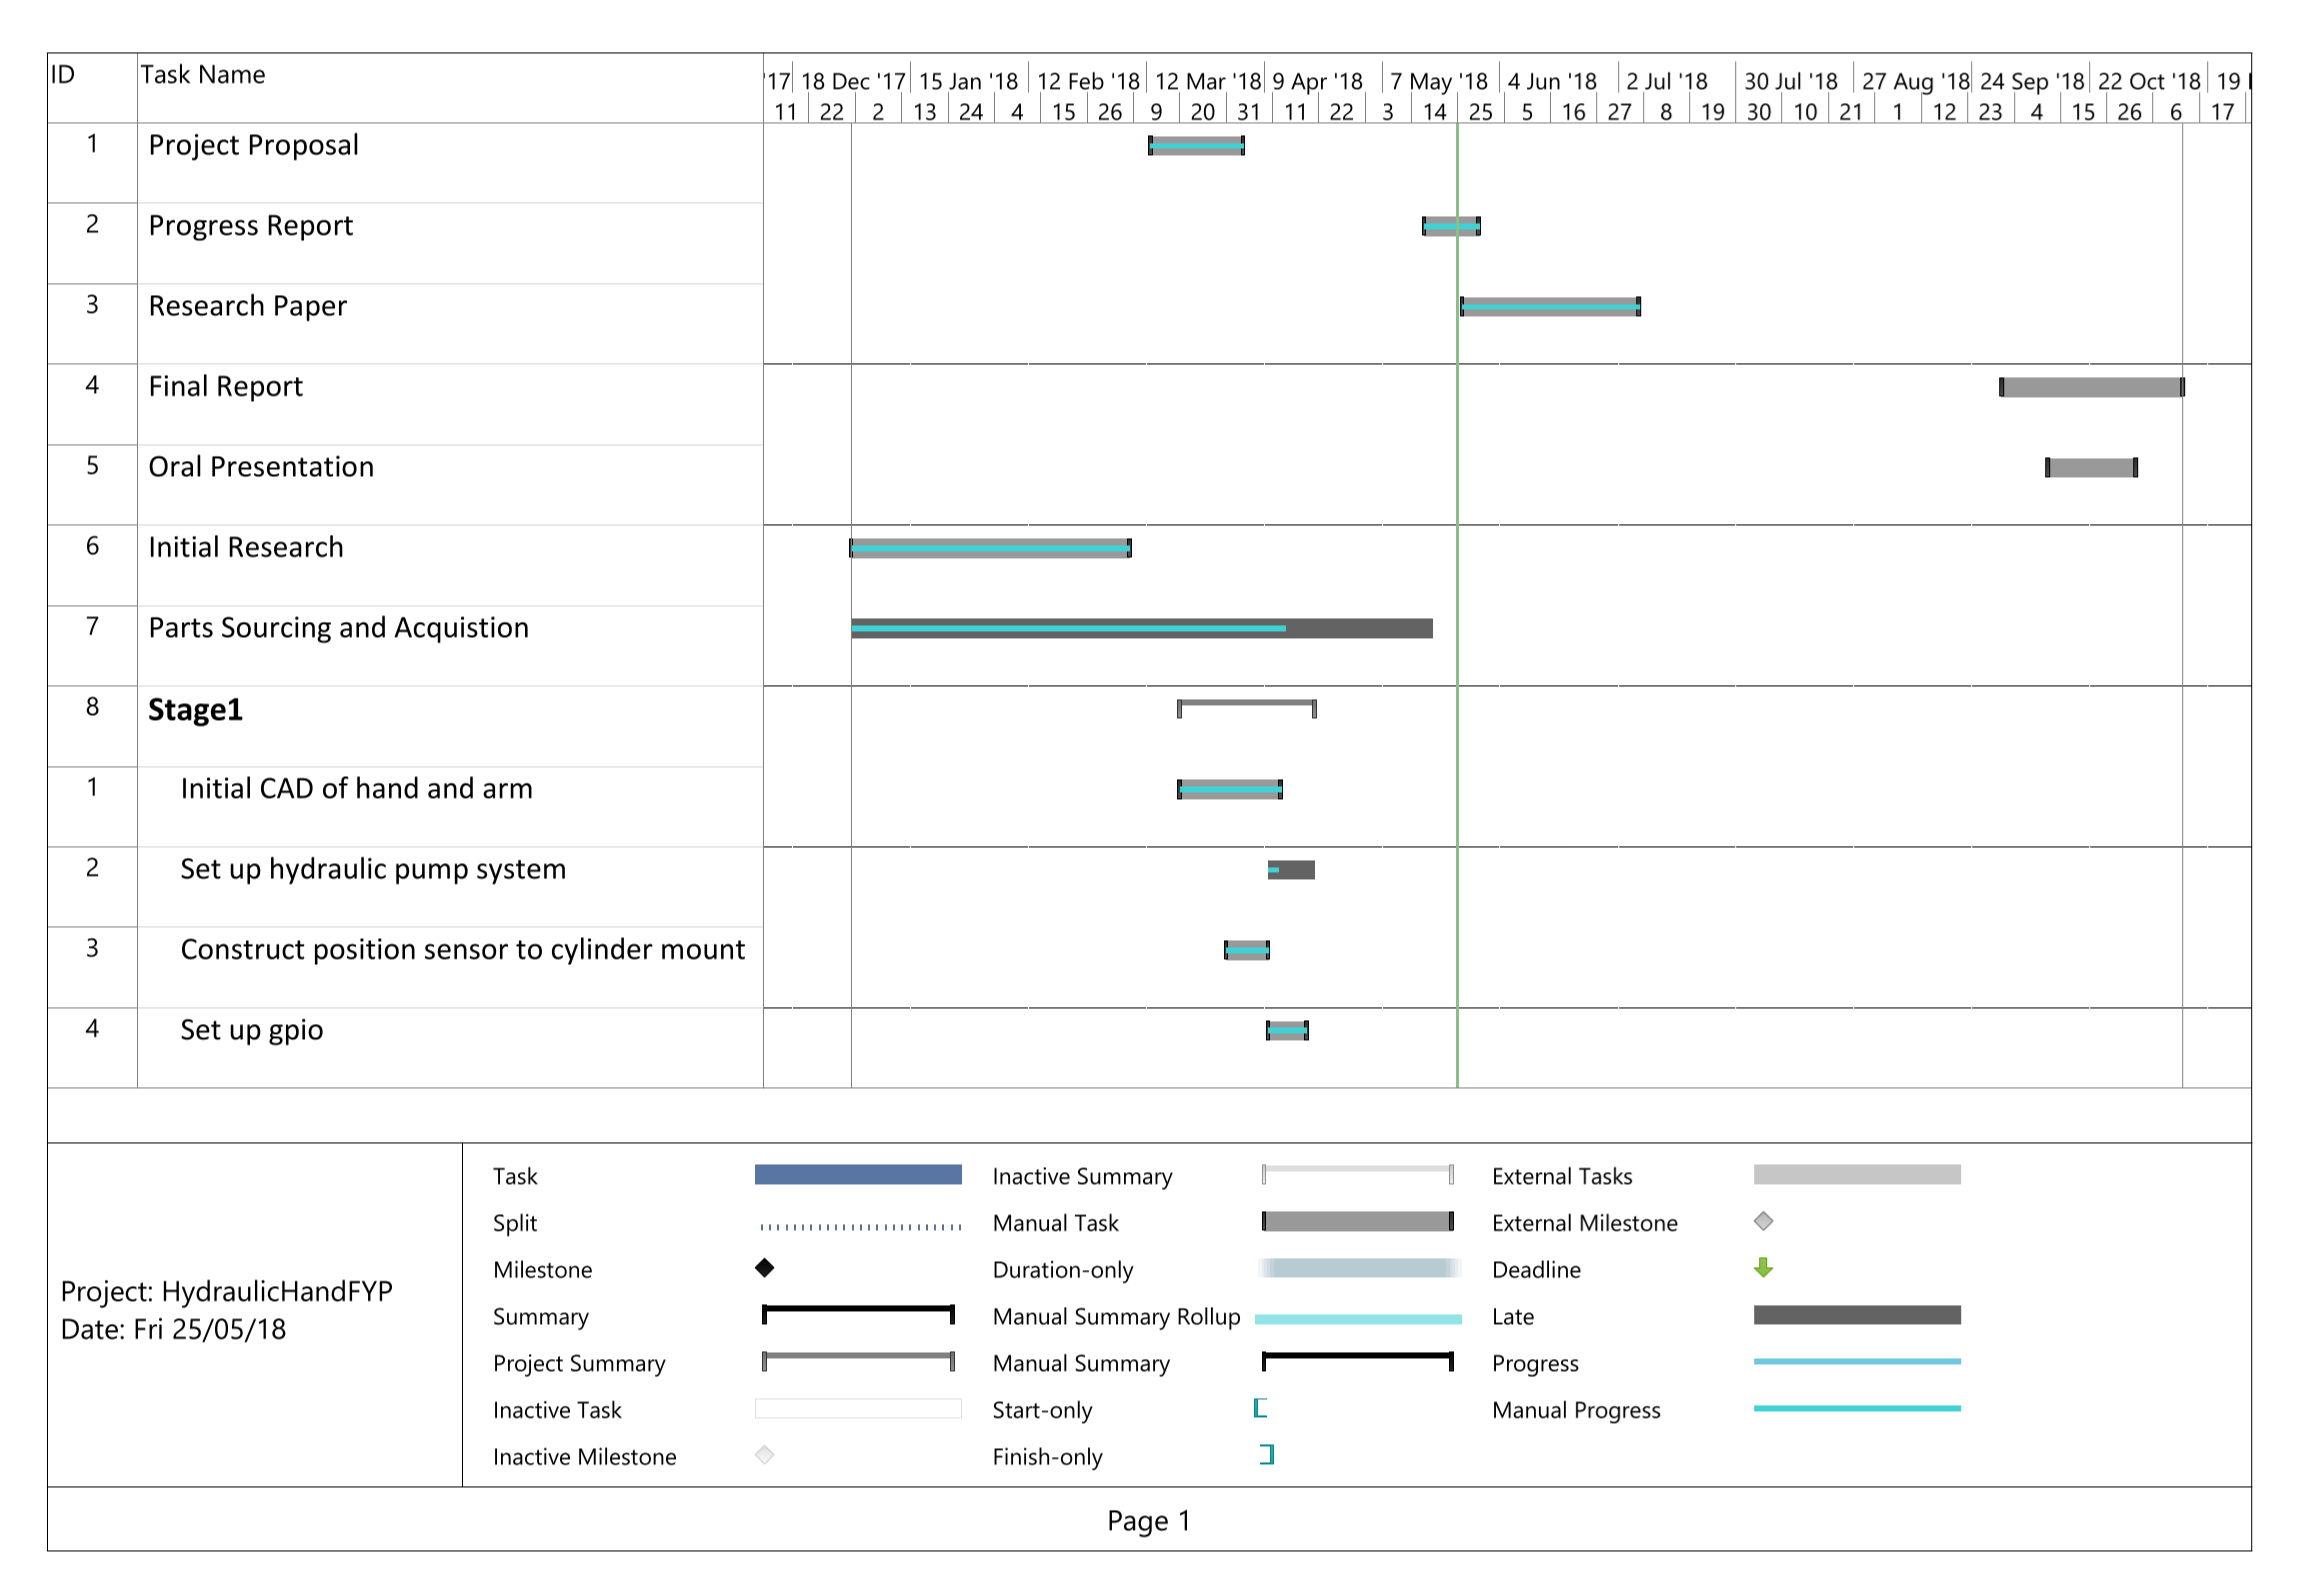 ID Task Name '17 18 Dec '17 15 Jan '18 12 Feb '18 12 Mar '18 9 Apr '18 7 May '18 4 Jun '18 2 Jul '18 30 Jul '18 27 Aug '18 24 Sep '18 22 Oct '18 19
11 22 2 13 24 4 15 26 9 20 31 11 22 3 14 25 5 16 27 8 19 30 10 21 1 12 23 4 15 26 6 17
1 Project Proposal
2 Progress Report
3 Research Paper
4 Final Report
5 Oral Presentation
6 Initial Research
7 Parts Sourcing and Acquistion
8 Stage1
1 Initial CAD of hand and arm
2 Set up hydraulic pump system
3 Construct position sensor to cylinder mount
4 Set up gpio
Project: HydraulicHandFYP
Date: Fri 25/05/18
Task
Split
Milestone
Summary
Project Summary
Inactive Task
Inactive Milestone
Inactive Summary
Manual Task
Duration-only
Manual Summary Rollup
Manual Summary
Start-only
Finish-only
External Tasks
External Milestone
Deadline
Late
Progress
Manual Progress
Page 1